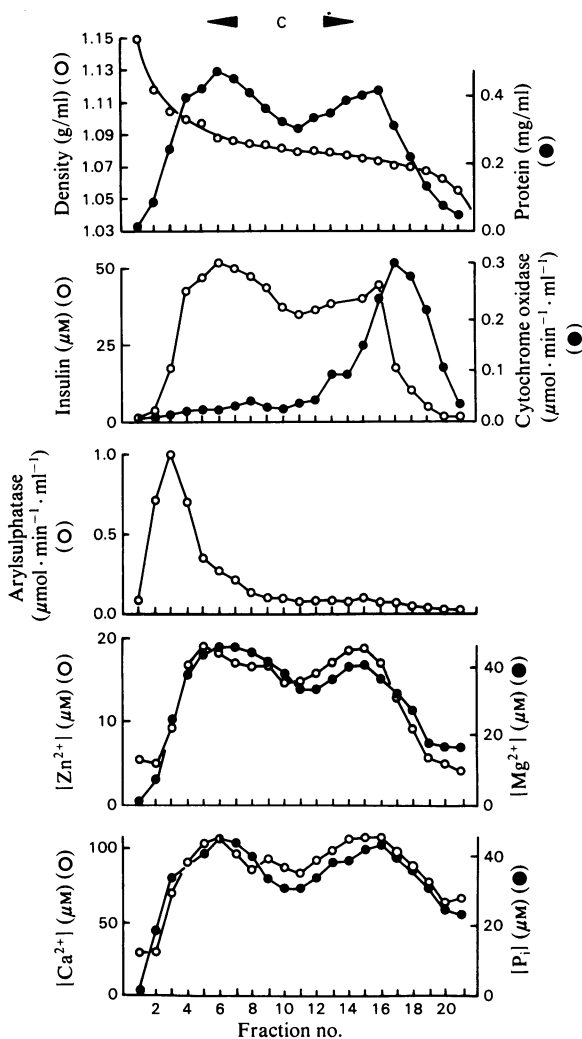 C
1.15
1.13
1.11
1.09
1.07
1.05
1.03
Density (g/ml) (O)
0.4
0.2
0.0
Protein (mg/ml)
(●)
50
25
0
Insulin (μM) (O)
0.3
0.2
0.1
0.0
Cytochrome oxidase
(μmol·min⁻¹·ml⁻¹)
(●)
1.0
0.5
0.0
Arylsulphatase
(μmol·min⁻¹·ml⁻¹)
(O)
20
10
0
|Zn²⁺| (μM) (O)
40
20
0
|Mg²⁺| (μM) (●)
100
50
0
|Ca²⁺| (μM) (O)
40
20
0
|Pᵢ| (μM) (●)
2 4 6 8 10 12 14 16 18 20
Fraction no.